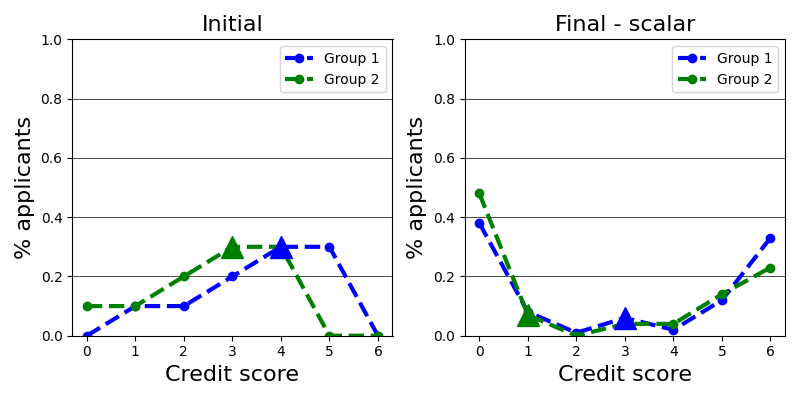 Initial
% applicants
1.0
0.8
0.6
0.4
0.2
0.0
Group 1
Group 2
0 1 2 3 4 5 6
Credit score
Final - scalar
% applicants
1.0
0.8
0.6
0.4
0.2
0.0
Group 1
Group 2
0 1 2 3 4 5 6
Credit score